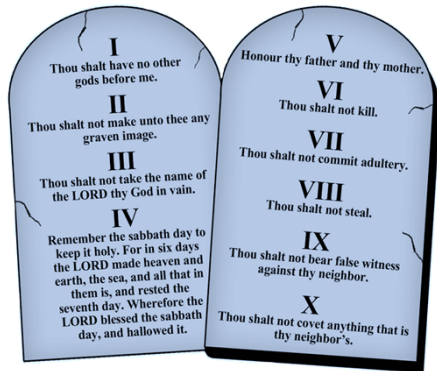 I
Thou shalt have no other
gods before me.
II
Thou shalt not make unto thee any
graven image.
III
Thou shalt not take the name of
the LORD thy God in vain.
IV
Remember the sabbath day to
keep it holy. For in six days
the LORD made heaven and
earth, the sea, and all that in
them is, and rested the
seventh day. Wherefore the
LORD blessed the sabbath
day, and hallowed it.
V
Honour thy father and thy mother.
VI
Thou shalt not kill.
VII
Thou shalt not commit adultery.
VIII
Thou shalt not steal.
IX
Thou shalt not bear false witness
against thy neighbor.
X
Thou shalt not covet anything that is
thy neighbor's.